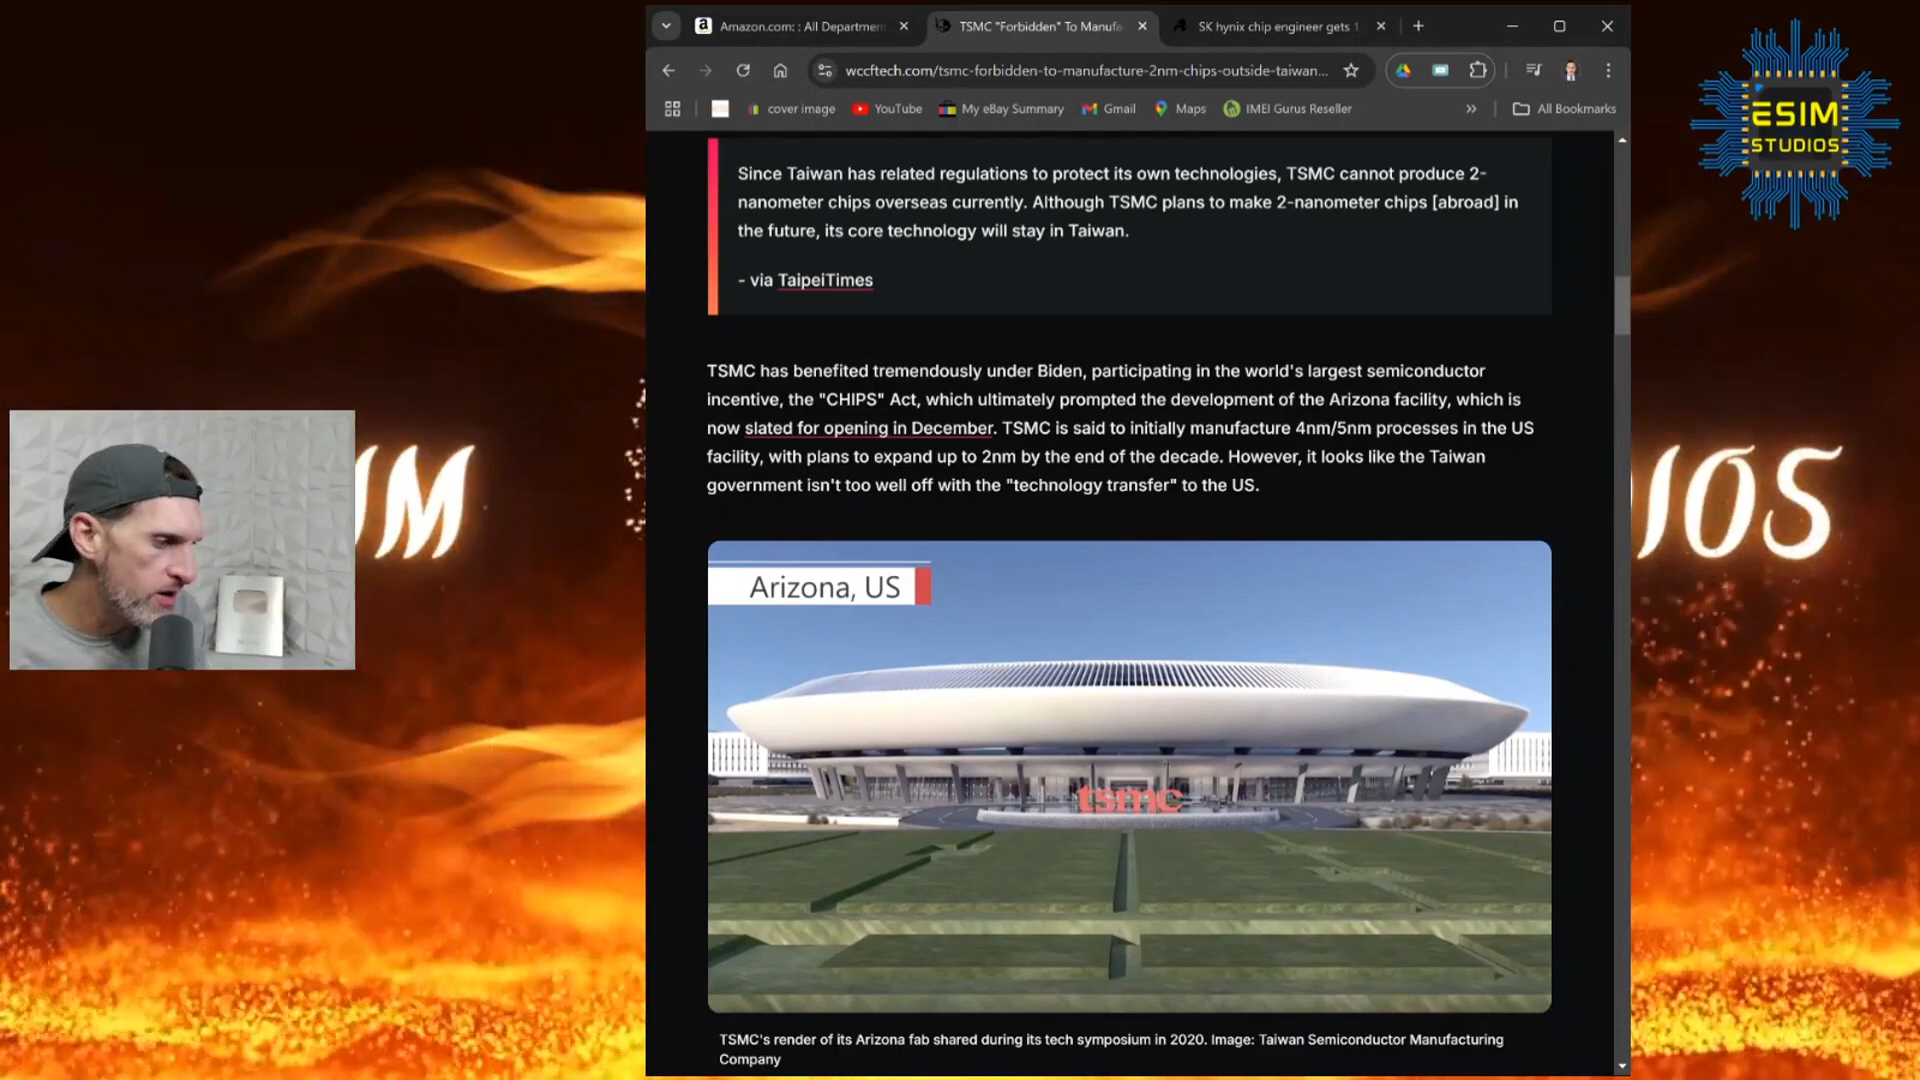 Amazon.com: : All Departmen
TSMC "Forbidden" To Manufa
SK hynix chip engineer gets 1
wccftech.com/tsmc-forbidden-to-manufacture-2nm-chips-outside-taiwan...
cover image
YouTube
My eBay Summary
Gmail
Maps
IMEI Gurus Reseller
All Bookmarks
ESIM
STUDIOS
Since Taiwan has related regulations to protect its own technologies, TSMC cannot produce 2-
nanometer chips overseas currently. Although TSMC plans to make 2-nanometer chips [abroad] in
the future, its core technology will stay in Taiwan.
- via TaipeiTimes
TSMC has benefited tremendously under Biden, participating in the world's largest semiconductor
incentive, the "CHIPS" Act, which ultimately prompted the development of the Arizona facility, which is
now slated for opening in December. TSMC is said to initially manufacture 4nm/5nm processes in the US
facility, with plans to expand up to 2nm by the end of the decade. However, it looks like the Taiwan
government isn't too well off with the "technology transfer" to the US.
IM
IOS
Arizona, US
tsmc
TSMC's render of its Arizona fab shared during its tech symposium in 2020. Image: Taiwan Semiconductor Manufacturing
Company